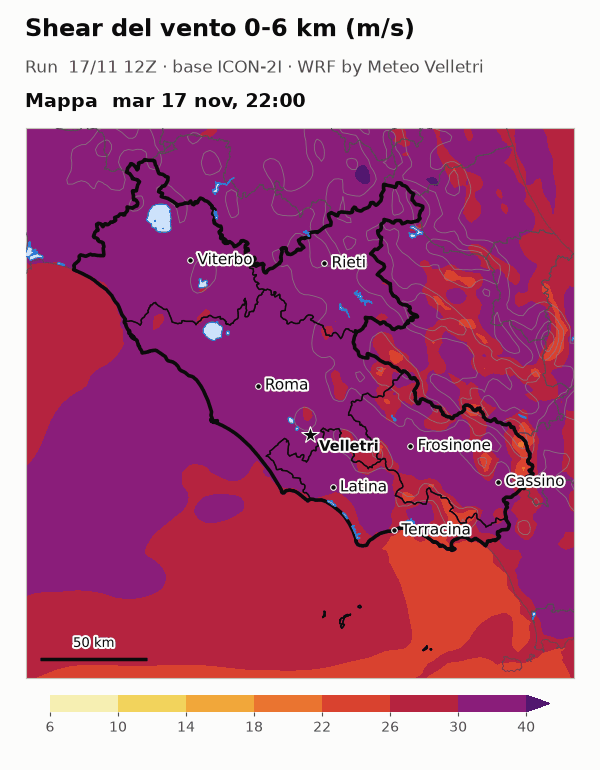 Shear del vento 0-6 km (m/s)
Run 17/11 12Z · base ICON-2I · WRF by Meteo Velletri
Mappa mar 17 nov, 22:00
Viterbo
Rieti
Roma
Velletri
Frosinone
Latina
Cassino
Terracina
50 km
6 10 14 18 22 26 30 40